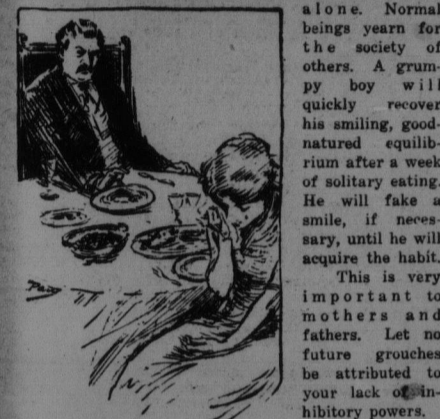 alone. Normal
beings yearn for
the society of
others. A grum-
py boy will
quickly recover
his smiling, good-
natured equilib-
rium after a week
of solitary eating.
He will fake a
smile, if neces-
sary, until he will
acquire the habit.
This is very
important to
mothers and
fathers. Let no
future grouches
be attributed to
your lack of in-
hibitory powers.